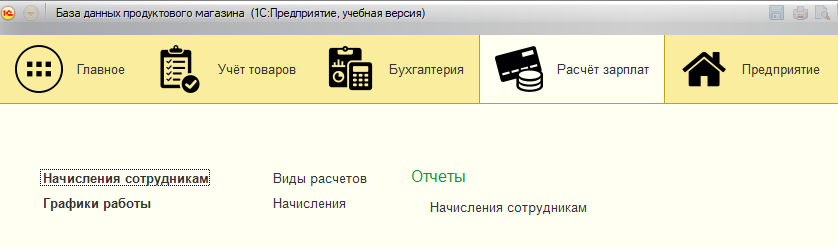 База данных продуктового магазина (1С:Предприятие, учебная версия)
Главное Учёт товаров Бухгалтерия Расчёт зарплат Предприятие
Начисления сотрудникам Виды расчетов Отчеты
Графики работы Начисления Начисления сотрудникам